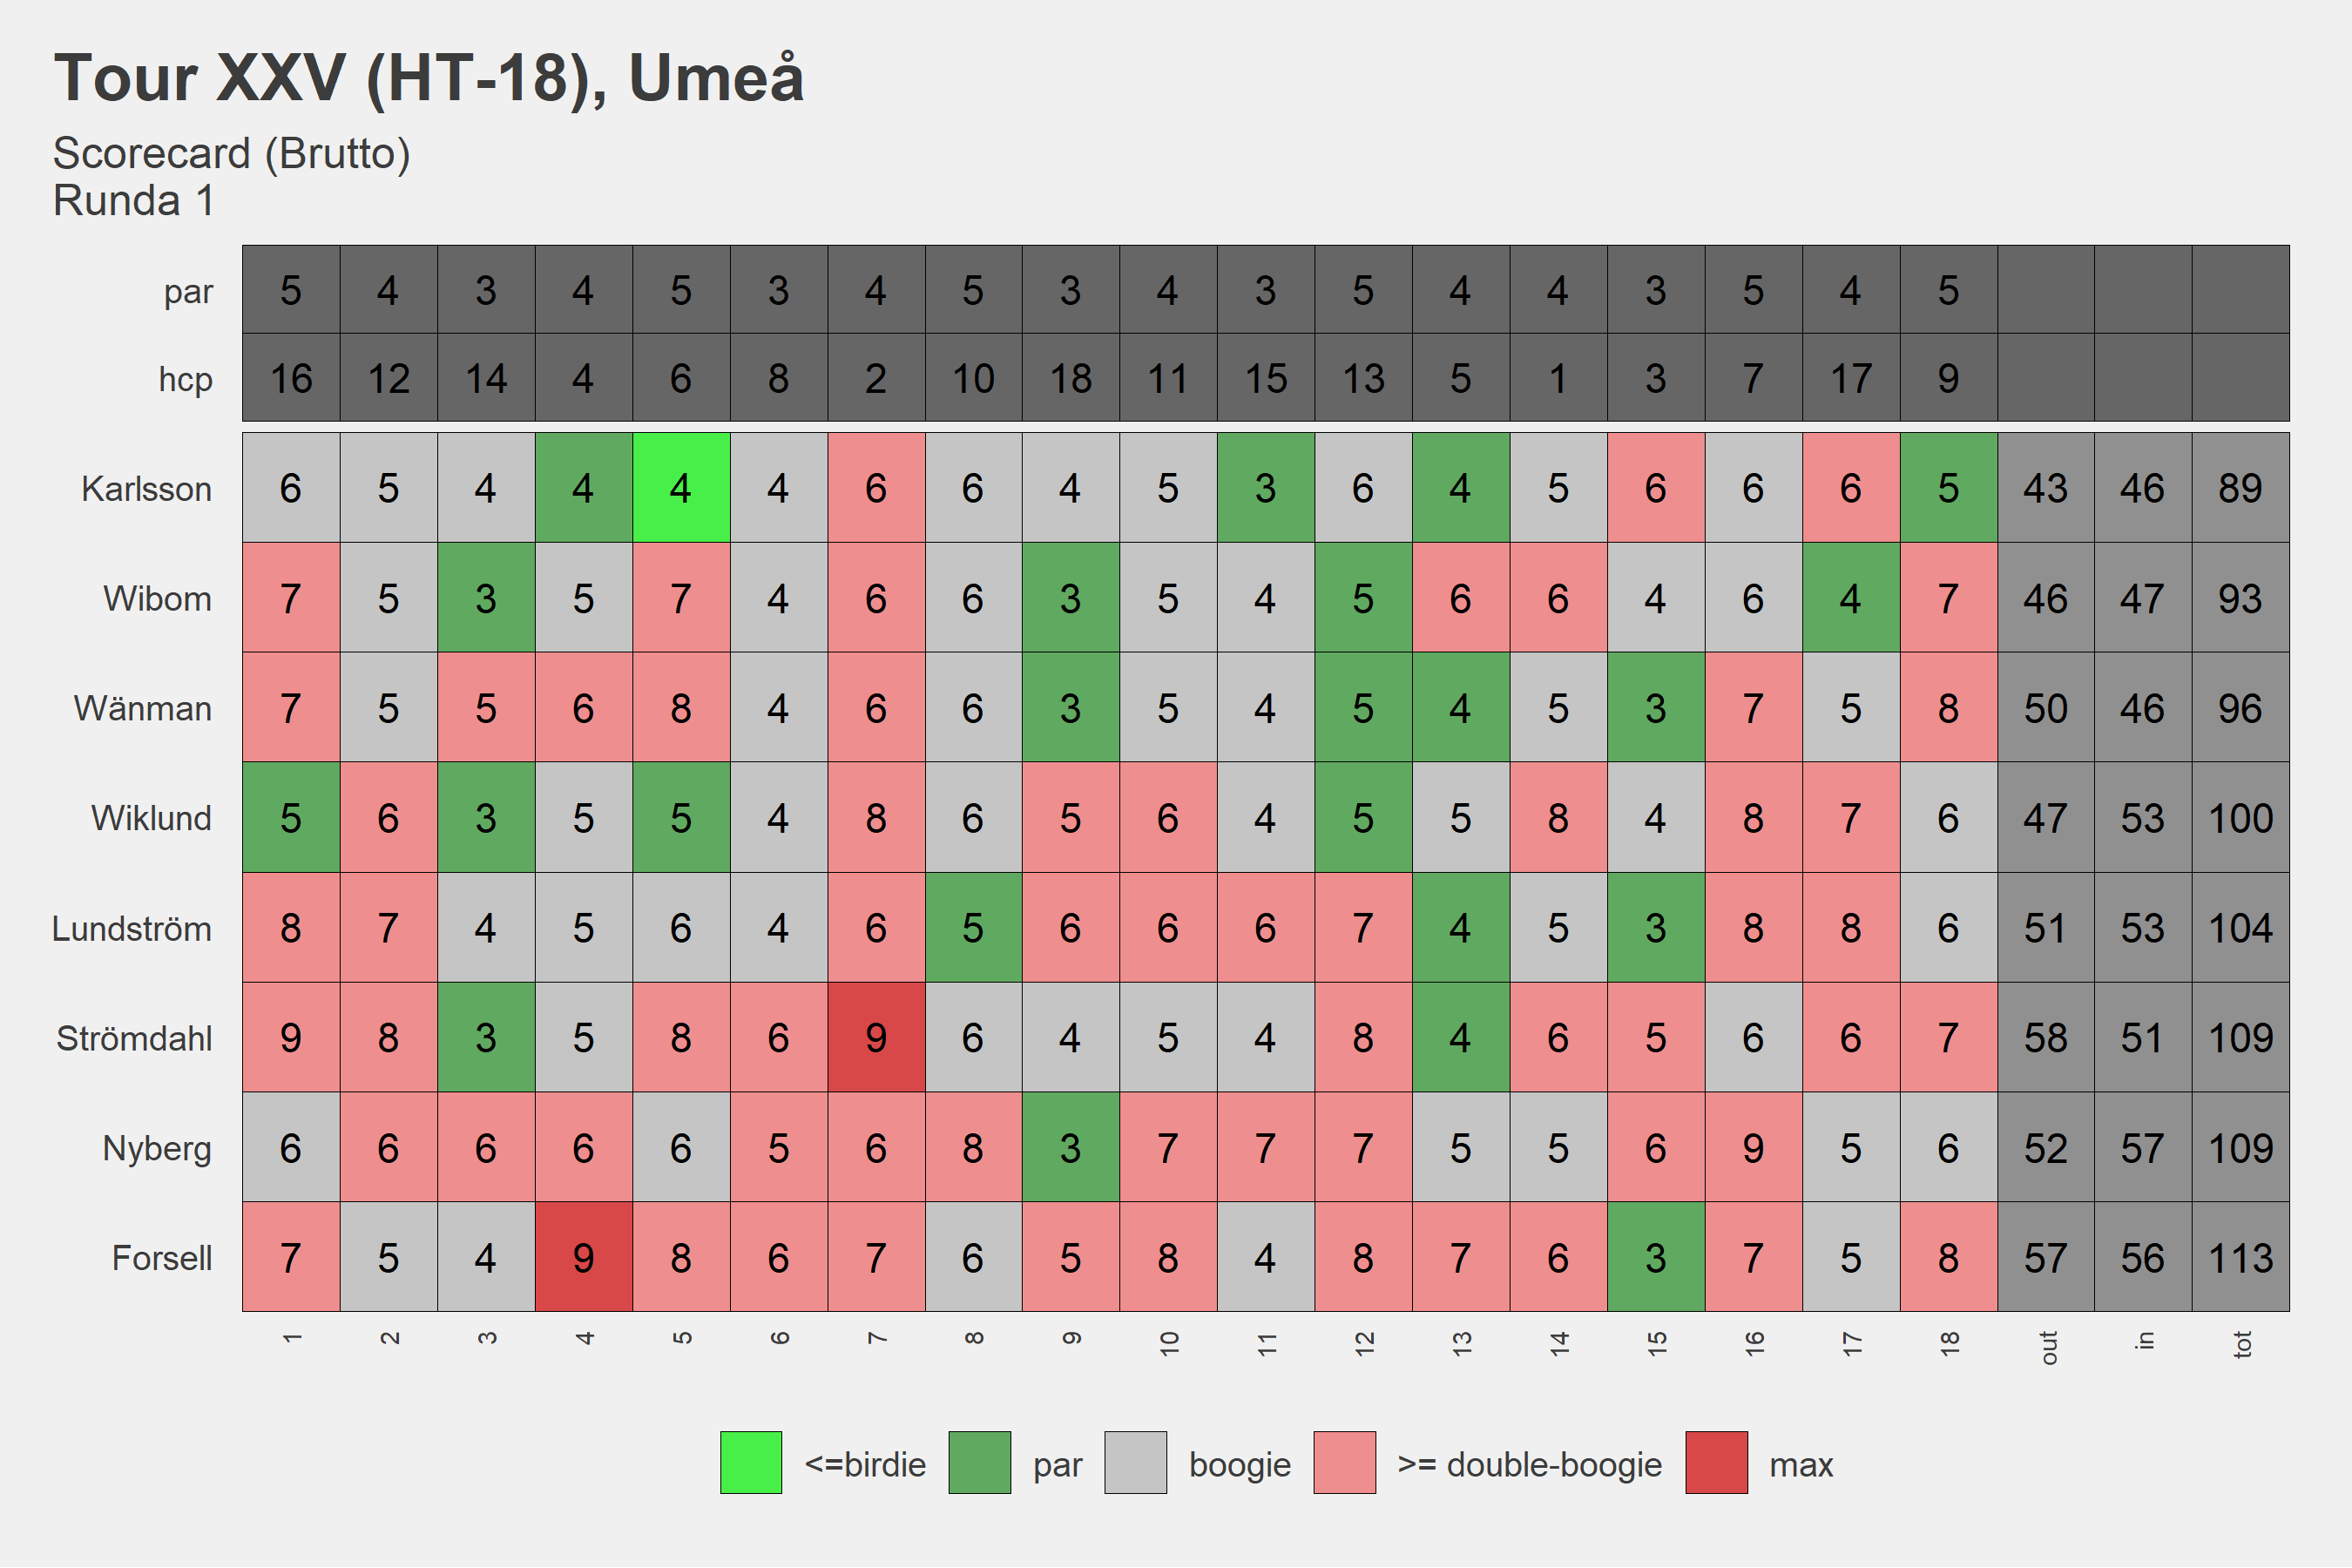 Tour XXV (HT-18), Umeå
Scorecard (Brutto)
Runda 1
par 5 4 3 4 5 3 4 5 3 4 3 5 4 4 3 5 4 5
hcp 16 12 14 4 6 8 2 10 18 11 15 13 5 1 3 7 17 9
Karlsson 6 5 4 4 4 4 6 6 4 5 3 6 4 5 6 6 6 5 43 46 89
Wibom 7 5 3 5 7 4 6 6 3 5 4 5 6 6 4 6 4 7 46 47 93
Wänman 7 5 5 6 8 4 6 6 3 5 4 5 4 5 3 7 5 8 50 46 96
Wiklund 5 6 3 5 5 4 8 6 5 6 4 5 5 8 4 8 7 6 47 53 100
Lundström 8 7 4 5 6 4 6 5 6 6 6 7 4 5 3 8 8 6 51 53 104
Strömdahl 9 8 3 5 8 6 9 6 4 5 4 8 4 6 5 6 6 7 58 51 109
Nyberg 6 6 6 6 6 5 6 8 3 7 7 7 5 5 6 9 5 6 52 57 109
Forsell 7 5 4 9 8 6 7 6 5 8 4 8 7 6 3 7 5 8 57 56 113
1 2 3 4 5 6 7 8 9 10 11 12 13 14 15 16 17 18 out in tot
<=birdie par boogie >= double-boogie max